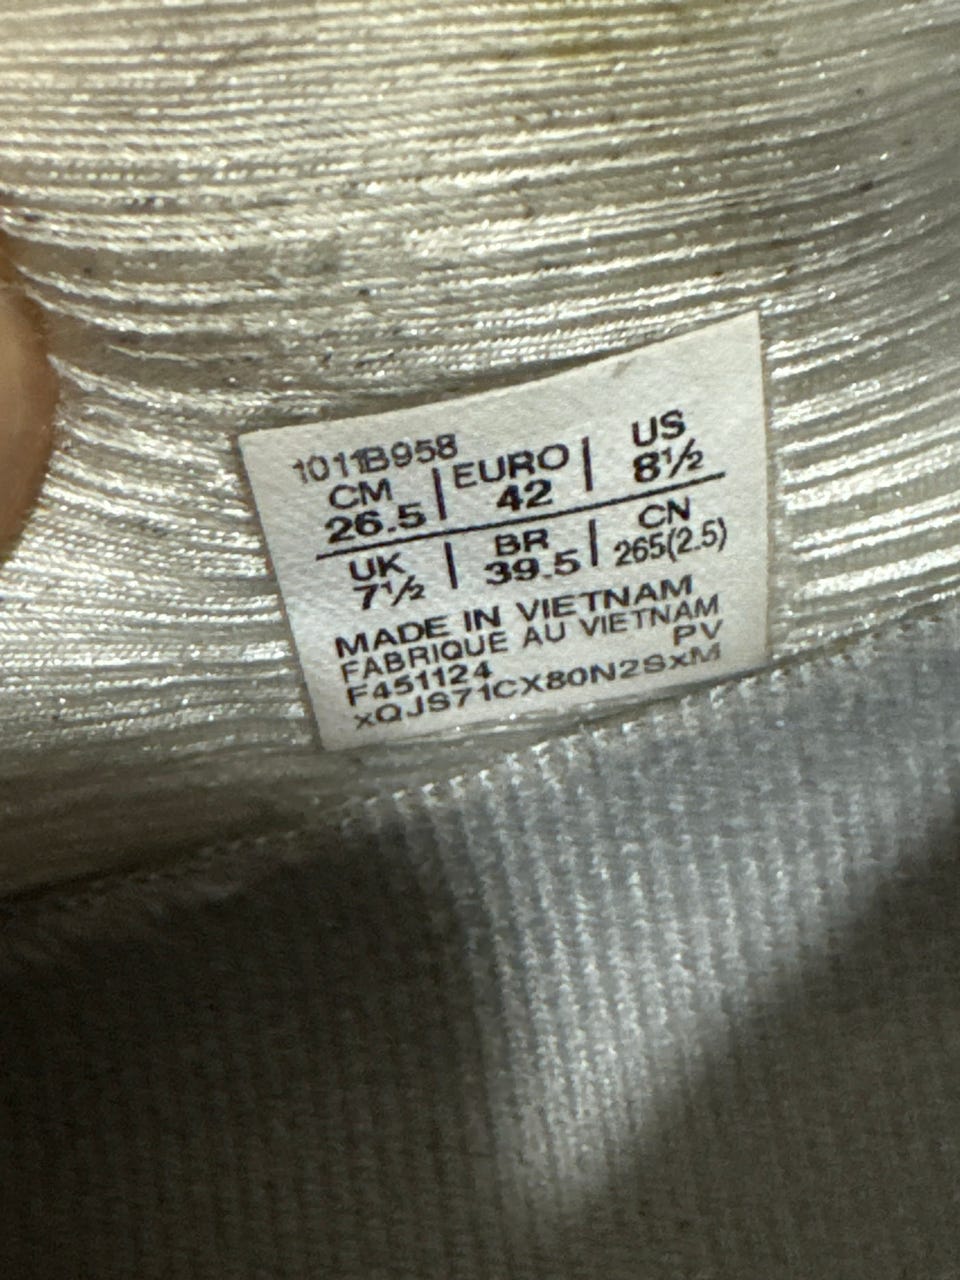 1011B958
CM | EURO | US
26.5 | 42 | 8½
UK | BR | CN
7½ | 39.5 | 265(2.5)
MADE IN VIETNAM
FABRIQUE AU VIETNAM
F451124 PV
xQJS71CX80N2SxM